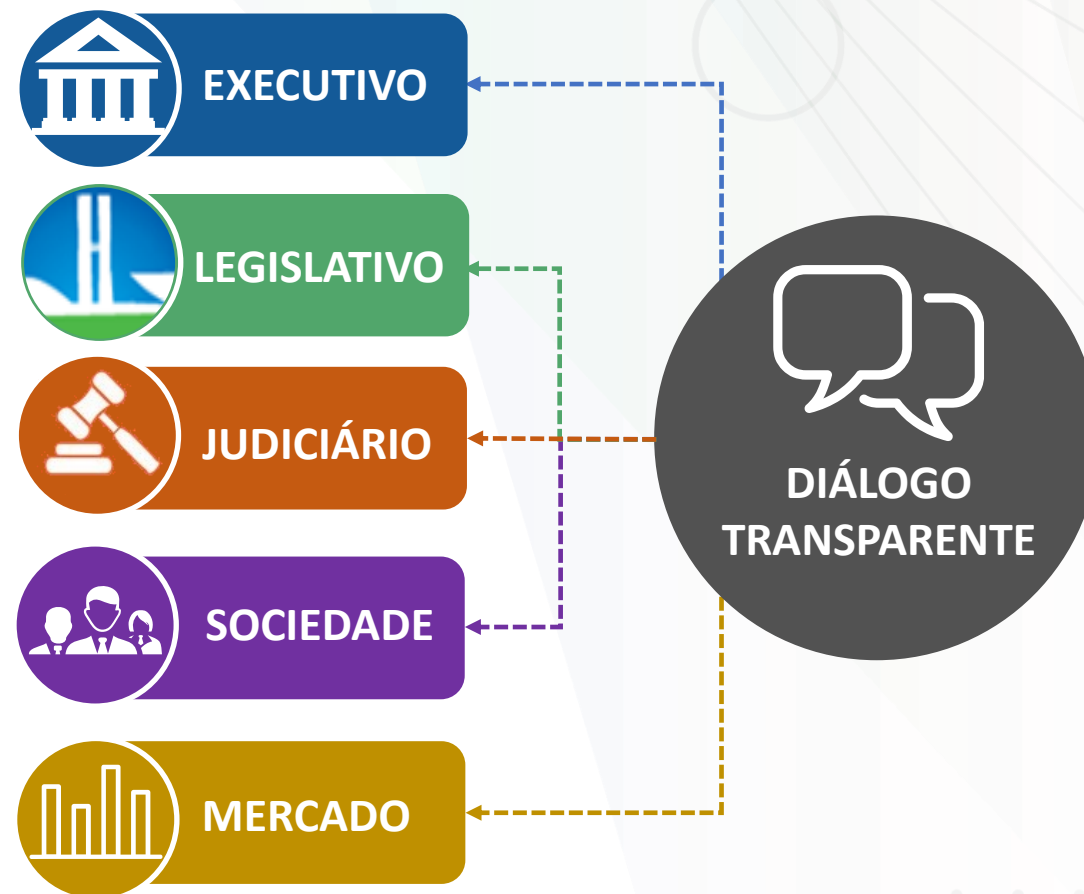 EXECUTIVO
LEGISLATIVO
JUDICIÁRIO
SOCIEDADE
MERCADO
DIÁLOGO
TRANSPARENTE